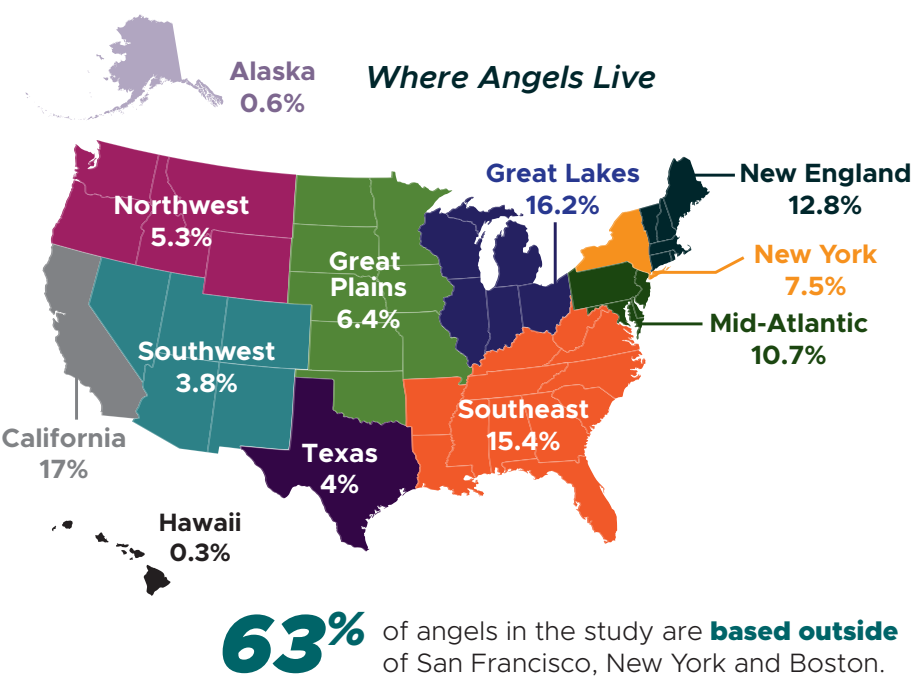 Where Angels Live
Alaska
0.6%
Northwest
5.3%
Great Lakes
16.2%
New England
12.8%
New York
7.5%
Great
Plains
6.4%
Mid-Atlantic
10.7%
Southwest
3.8%
Southeast
15.4%
California
17%
Texas
4%
Hawaii
0.3%
63% of angels in the study are based outside
of San Francisco, New York and Boston.